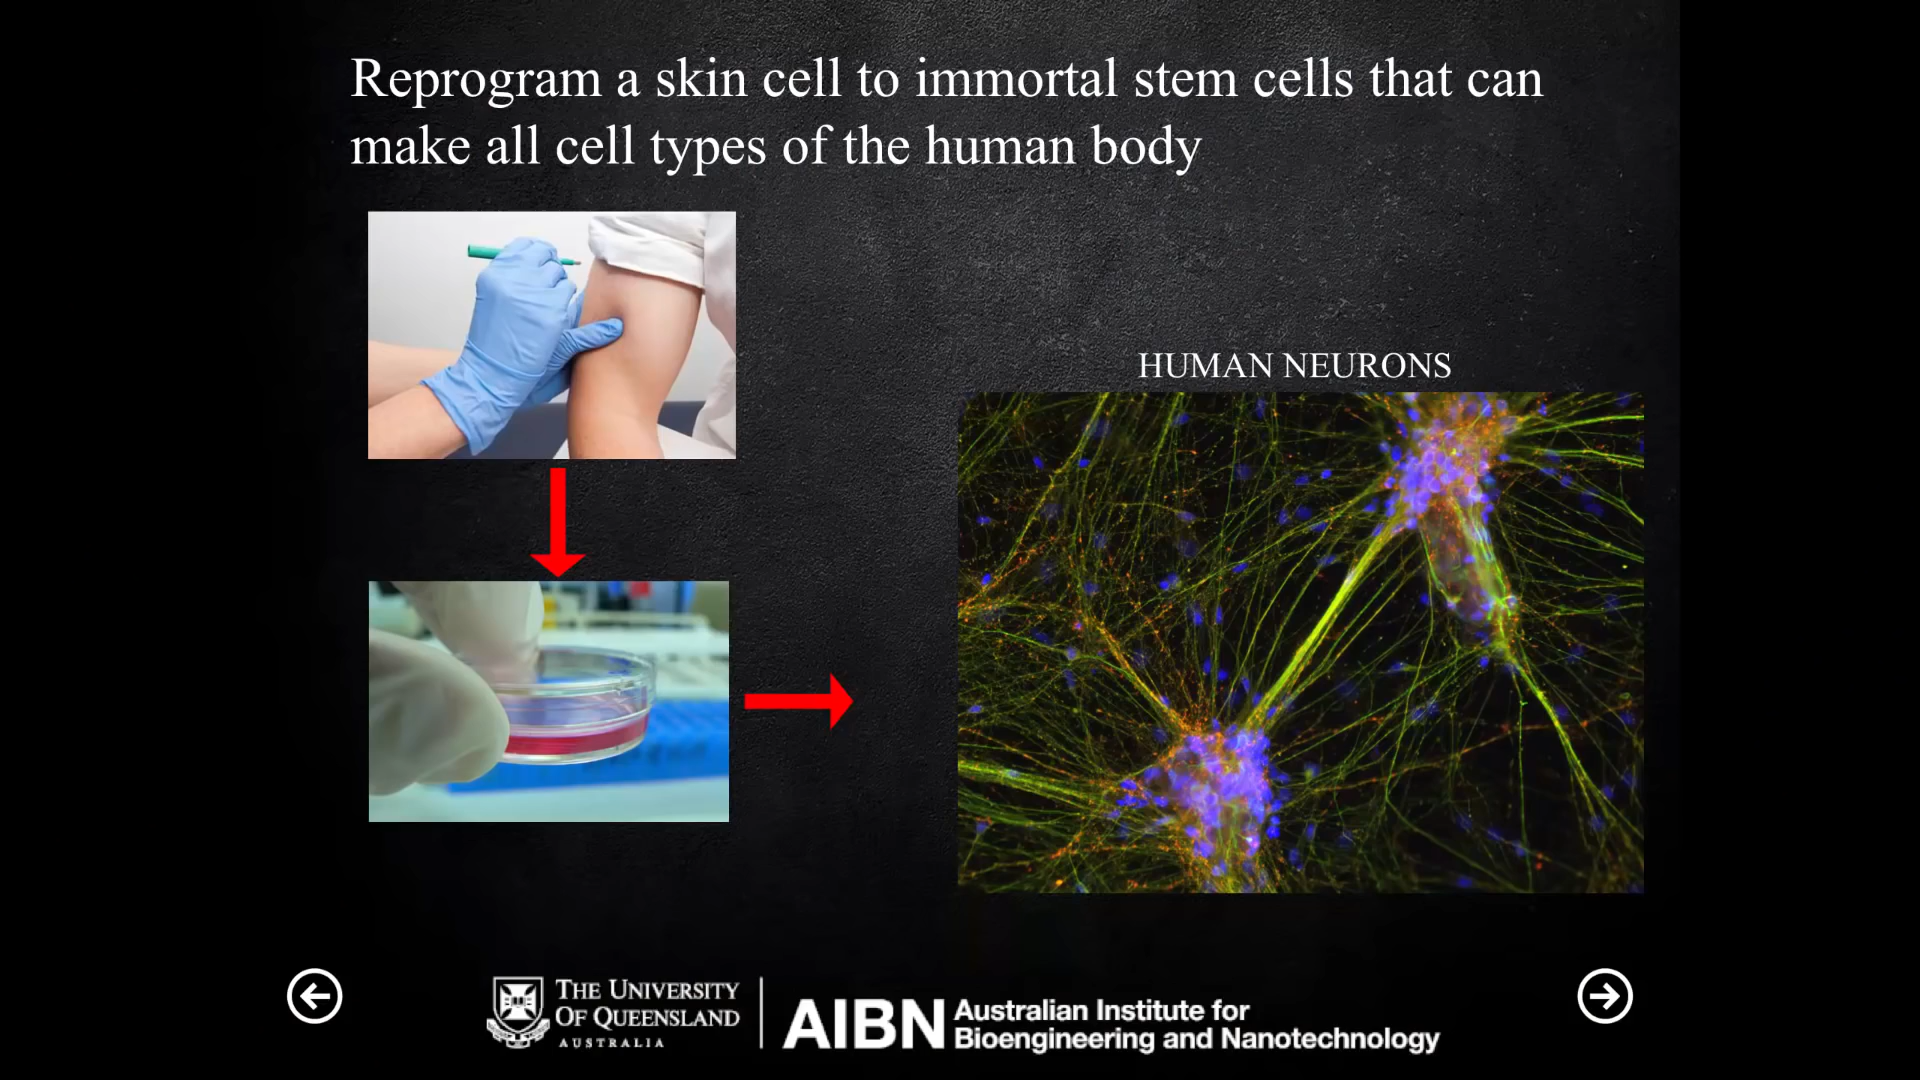 Reprogram a skin cell to immortal stem cells that can
make all cell types of the human body
HUMAN NEURONS
THE UNIVERSITY
OF QUEENSLAND
AUSTRALIA
AIBN
Australian Institute for
Bioengineering and Nanotechnology